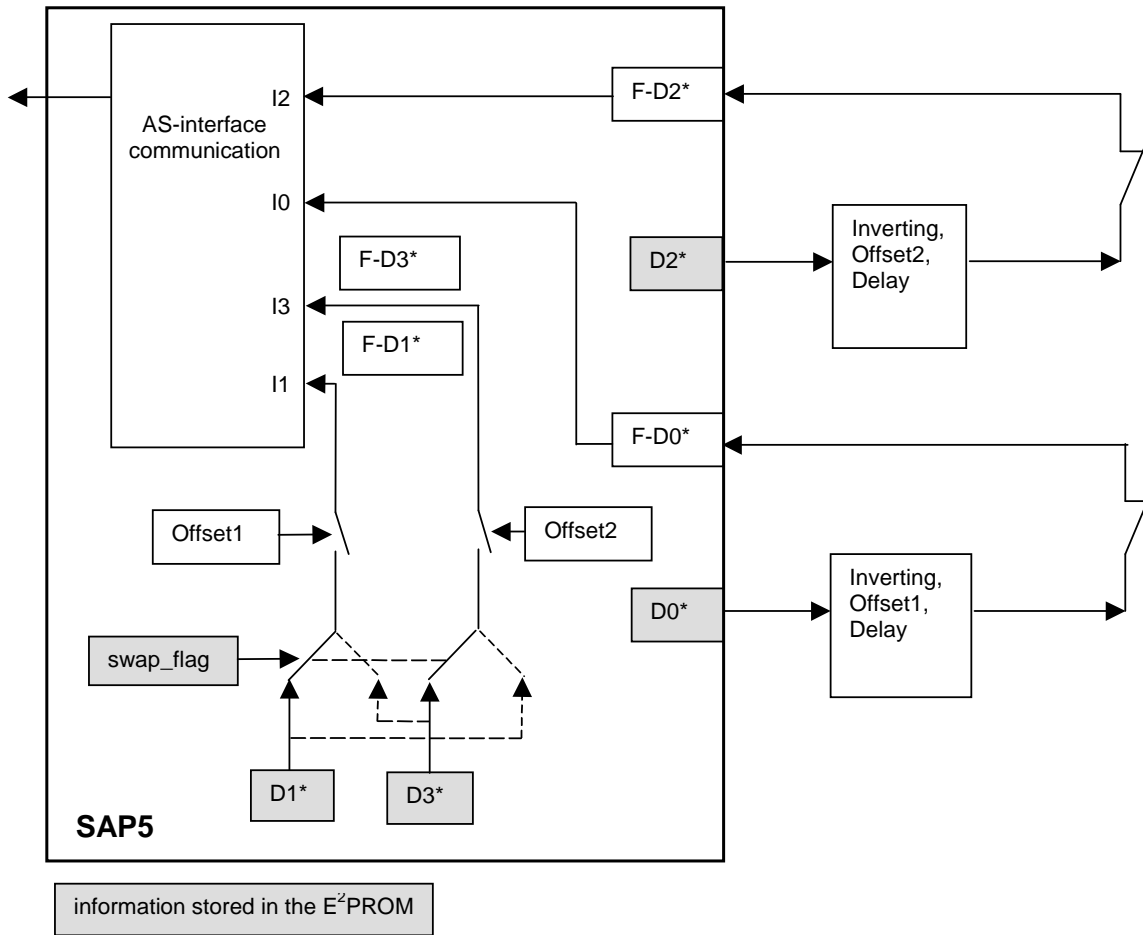 F-D2*
I2
AS-interface
communication
I0
Inverting,
Offset2,
Delay
D2*
F-D3*
I3
F-D1*
I1
F-D0*
Offset1
Offset2
Inverting,
Offset1,
Delay
D0*
swap_flag
D1*
D3*
SAP5
information stored in the E²PROM